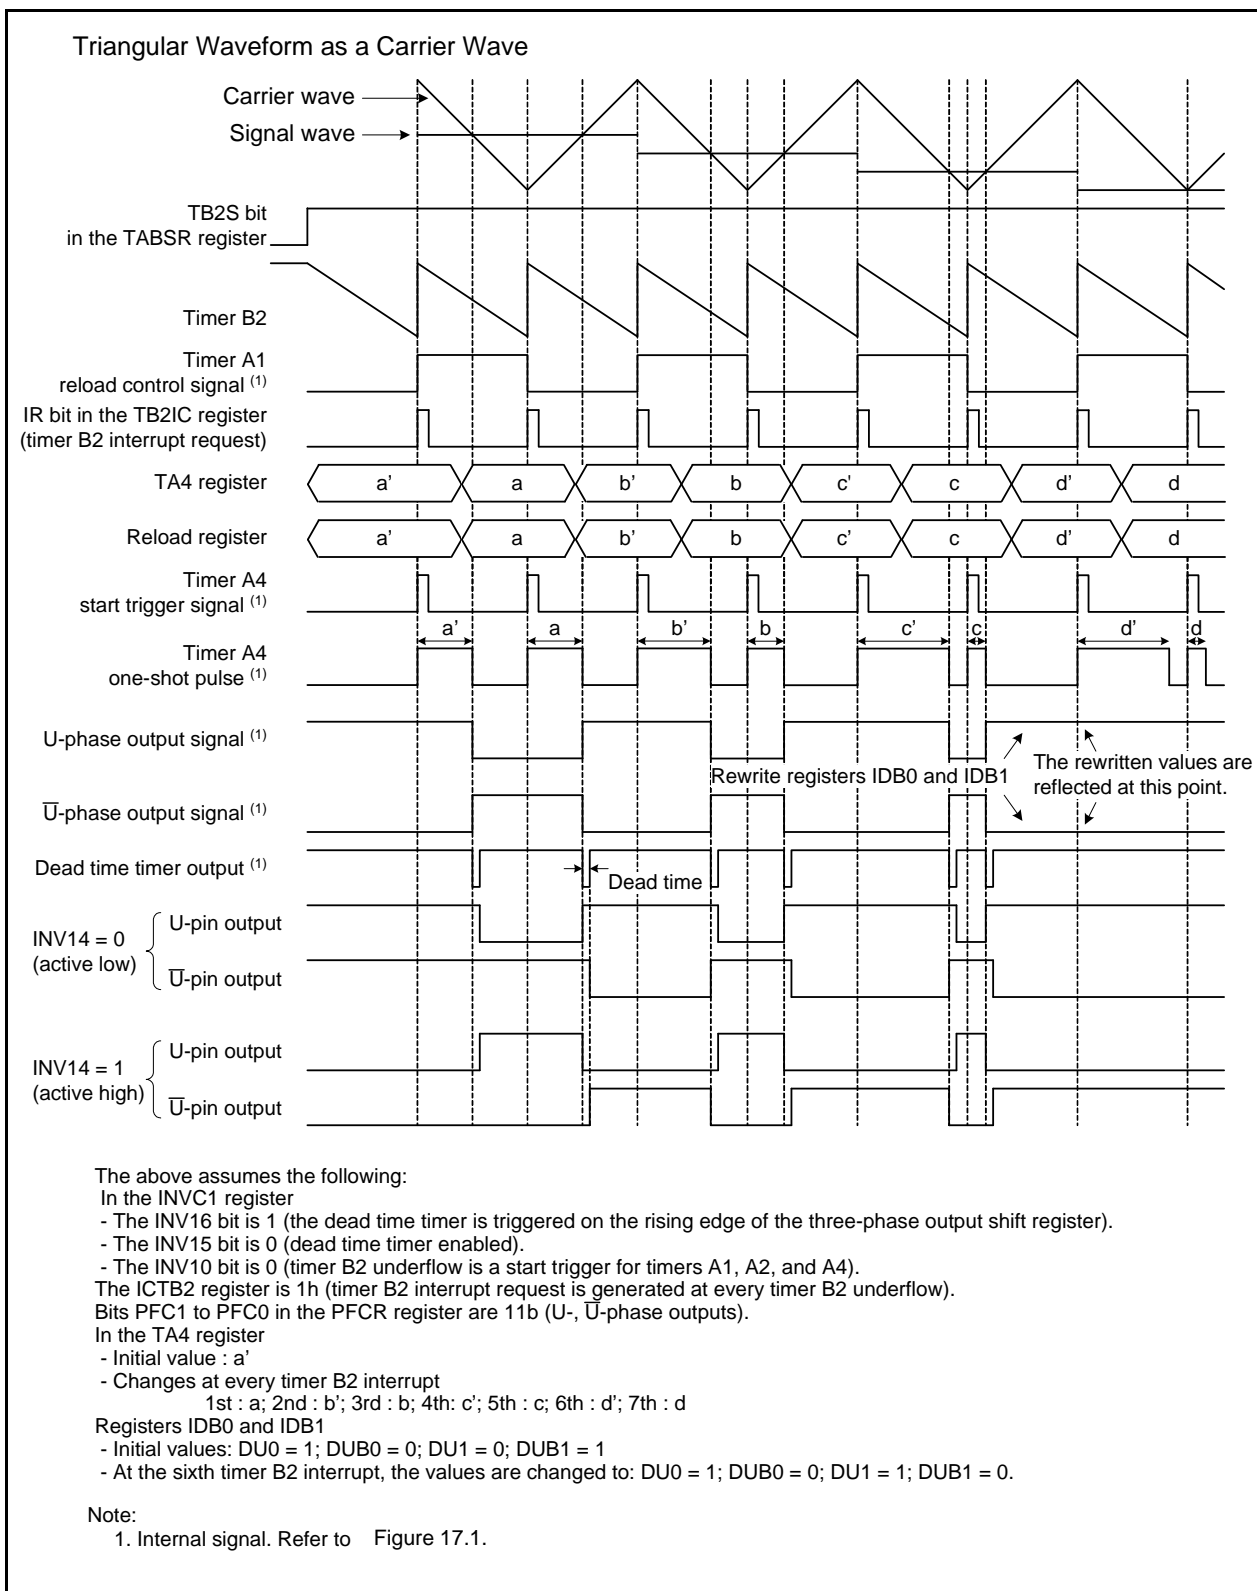 Triangular Waveform as a Carrier Wave
Carrier wave
Signal wave
TB2S bit
in the TABSR register
Timer B2
Timer A1
reload control signal (1)
IR bit in the TB2IC register
(timer B2 interrupt request)
TA4 register
a' a b' b c' c d' d
Reload register
a' a b' b c' c d' d
Timer A4
start trigger signal (1)
a' a b' b c' c d' d
Timer A4
one-shot pulse (1)
U-phase output signal (1)
Rewrite registers IDB0 and IDB1
The rewritten values are
reflected at this point.
U̅-phase output signal (1)
Dead time timer output (1)
Dead time
INV14 = 0
(active low)
U-pin output
U̅-pin output
INV14 = 1
(active high)
U-pin output
U̅-pin output
The above assumes the following:
In the INVC1 register
- The INV16 bit is 1 (the dead time timer is triggered on the rising edge of the three-phase output shift register).
- The INV15 bit is 0 (dead time timer enabled).
- The INV10 bit is 0 (timer B2 underflow is a start trigger for timers A1, A2, and A4).
The ICTB2 register is 1h (timer B2 interrupt request is generated at every timer B2 underflow).
Bits PFC1 to PFC0 in the PFCR register are 11b (U-, U̅-phase outputs).
In the TA4 register
- Initial value : a'
- Changes at every timer B2 interrupt
1st : a; 2nd : b'; 3rd : b; 4th: c'; 5th : c; 6th : d'; 7th : d
Registers IDB0 and IDB1
- Initial values: DU0 = 1; DUB0 = 0; DU1 = 0; DUB1 = 1
- At the sixth timer B2 interrupt, the values are changed to: DU0 = 1; DUB0 = 0; DU1 = 1; DUB1 = 0.
Note:
1. Internal signal. Refer to Figure 17.1.